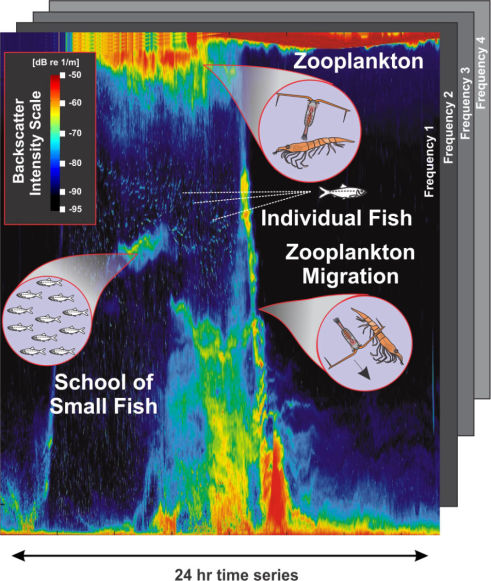 [dB re 1/m]
Backscatter
Intensity Scale
-50
-60
-70
-80
-90
-95
Zooplankton
Frequency 4
Frequency 3
Frequency 2
Frequency 1
Individual Fish
Zooplankton
Migration
School of
Small Fish
24 hr time series